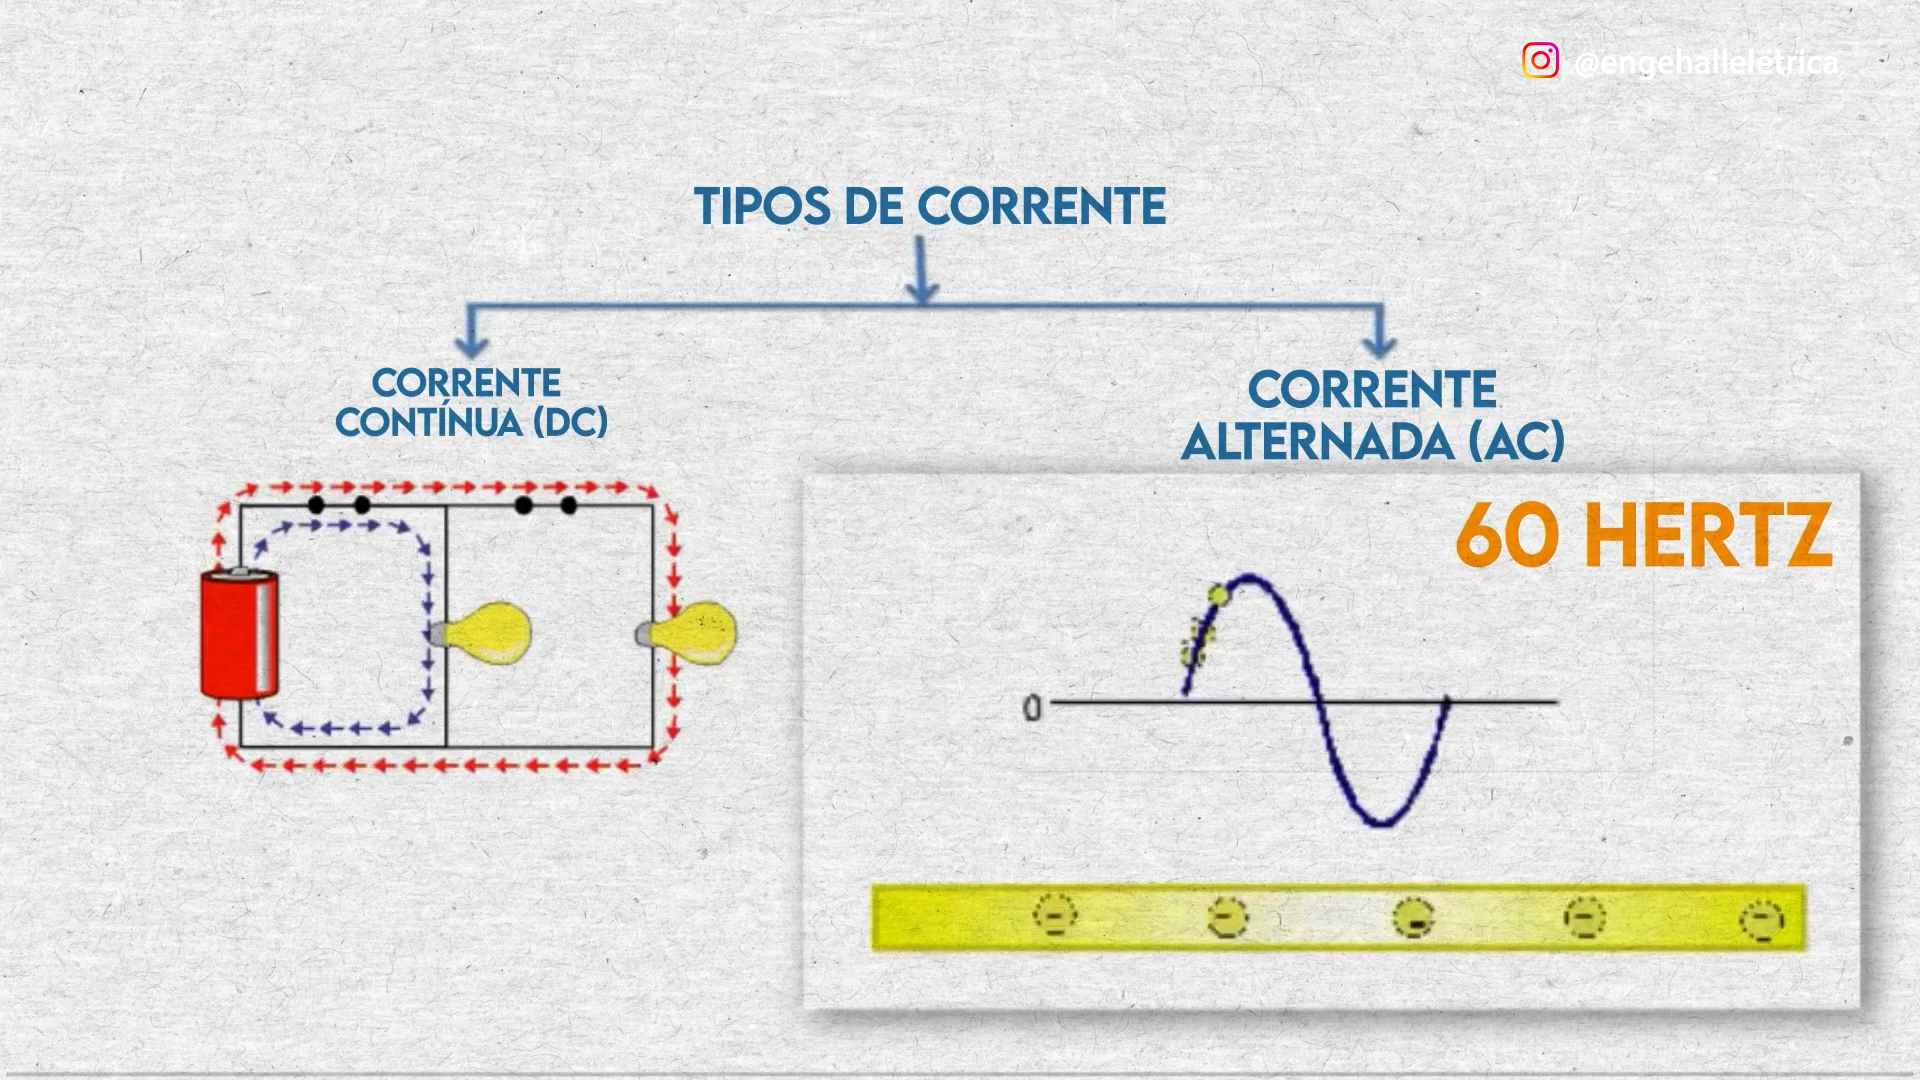 @engehalleletrica
TIPOS DE CORRENTE
CORRENTE
CONTÍNUA (DC)
CORRENTE
ALTERNADA (AC)
60 HERTZ
0